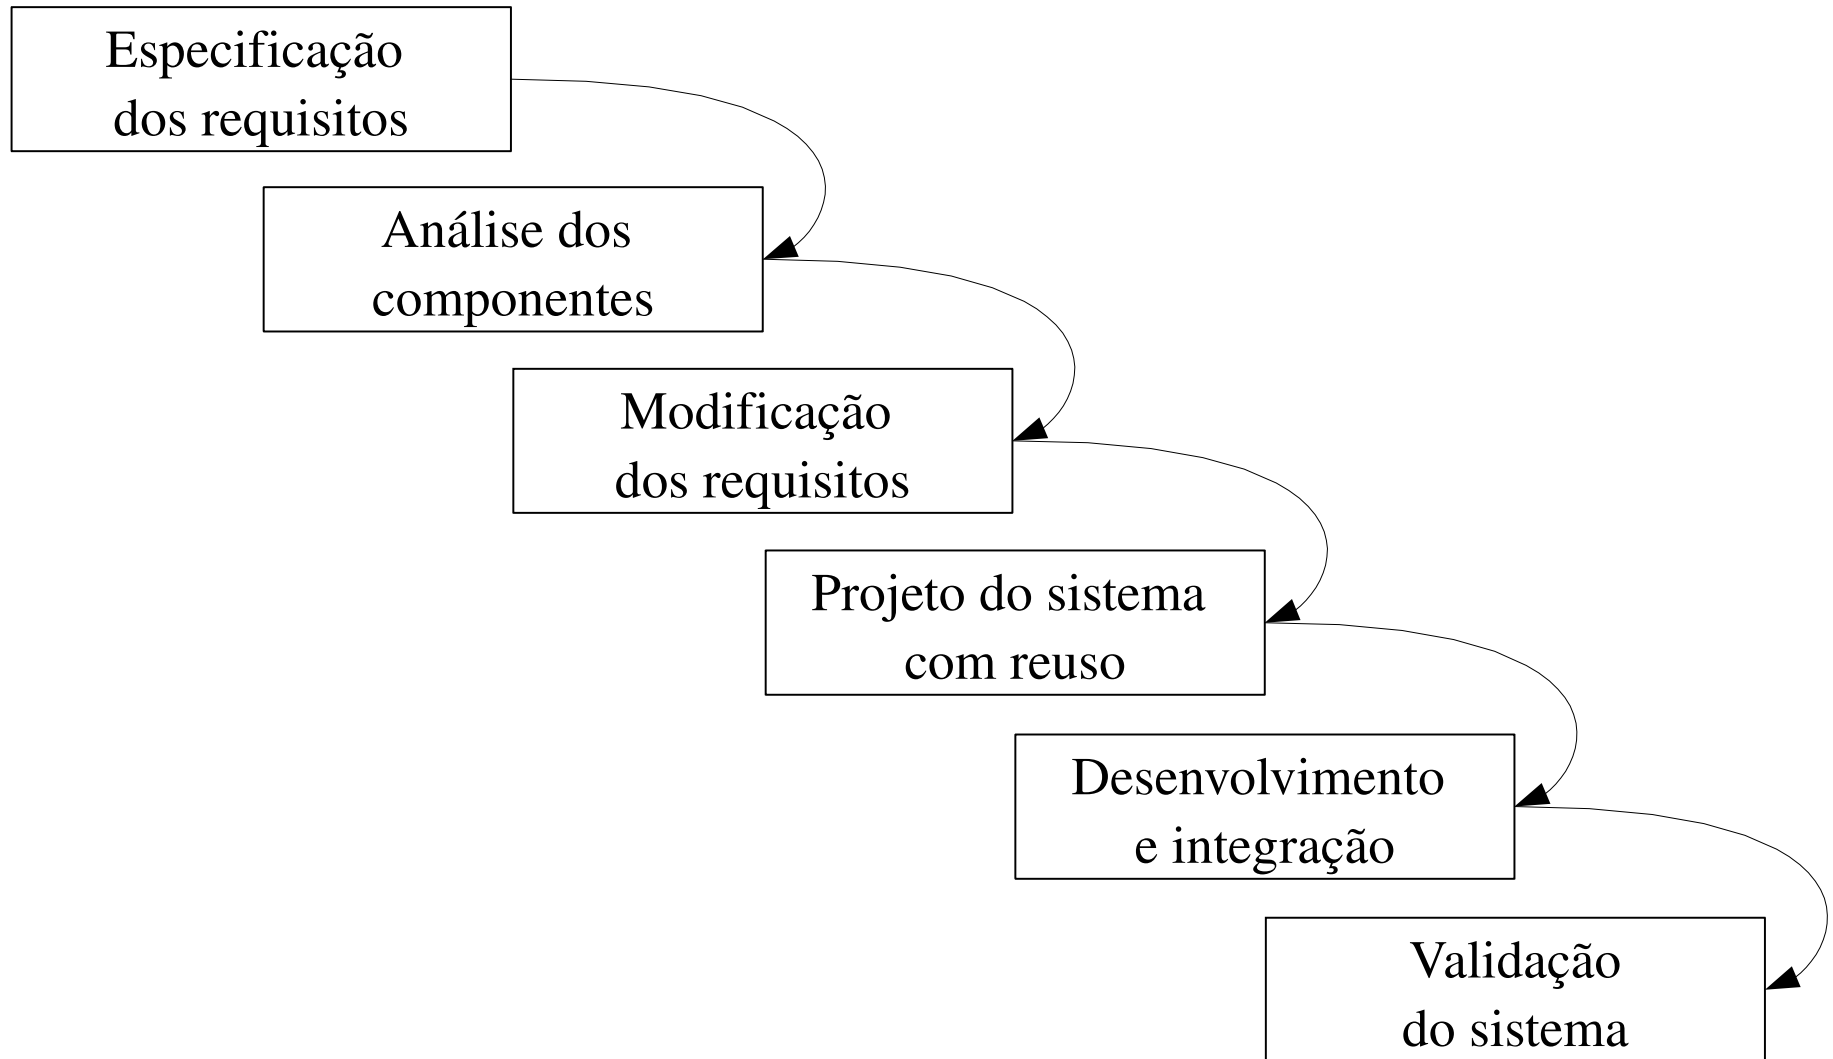 Especificação
dos requisitos
Análise dos
componentes
Modificação
dos requisitos
Projeto do sistema
com reuso
Desenvolvimento
e integração
Validação
do sistema